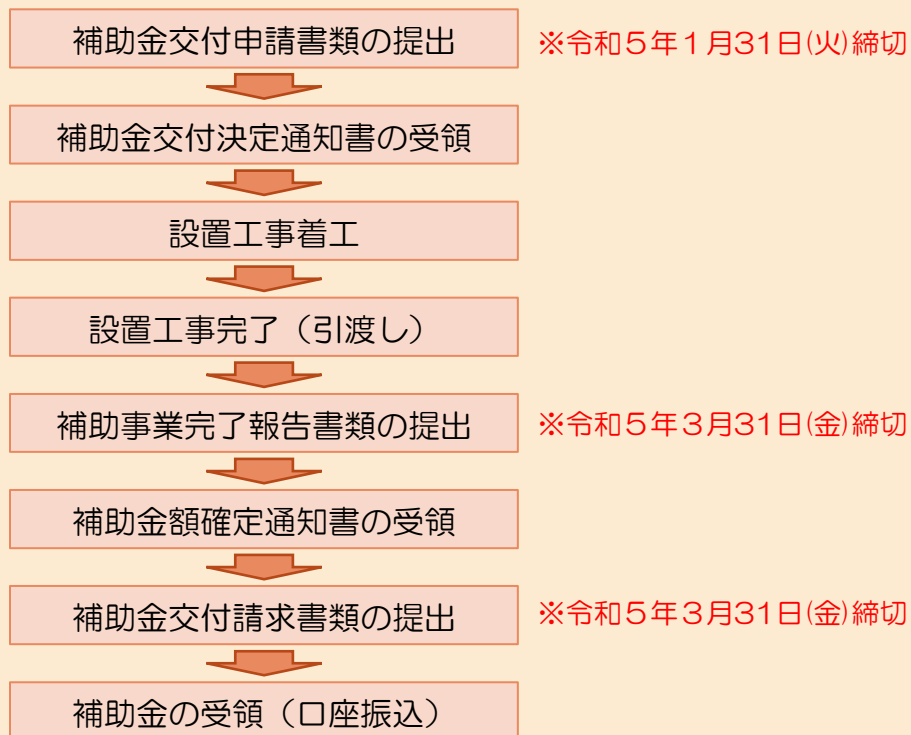 補助金交付申請書類の提出 ※令和５年１月31日(火)締切
補助金交付決定通知書の受領
設置工事着工
設置工事完了（引渡し）
補助事業完了報告書類の提出 ※令和５年３月31日(金)締切
補助金額確定通知書の受領
補助金交付請求書類の提出 ※令和５年３月31日(金)締切
補助金の受領（口座振込）